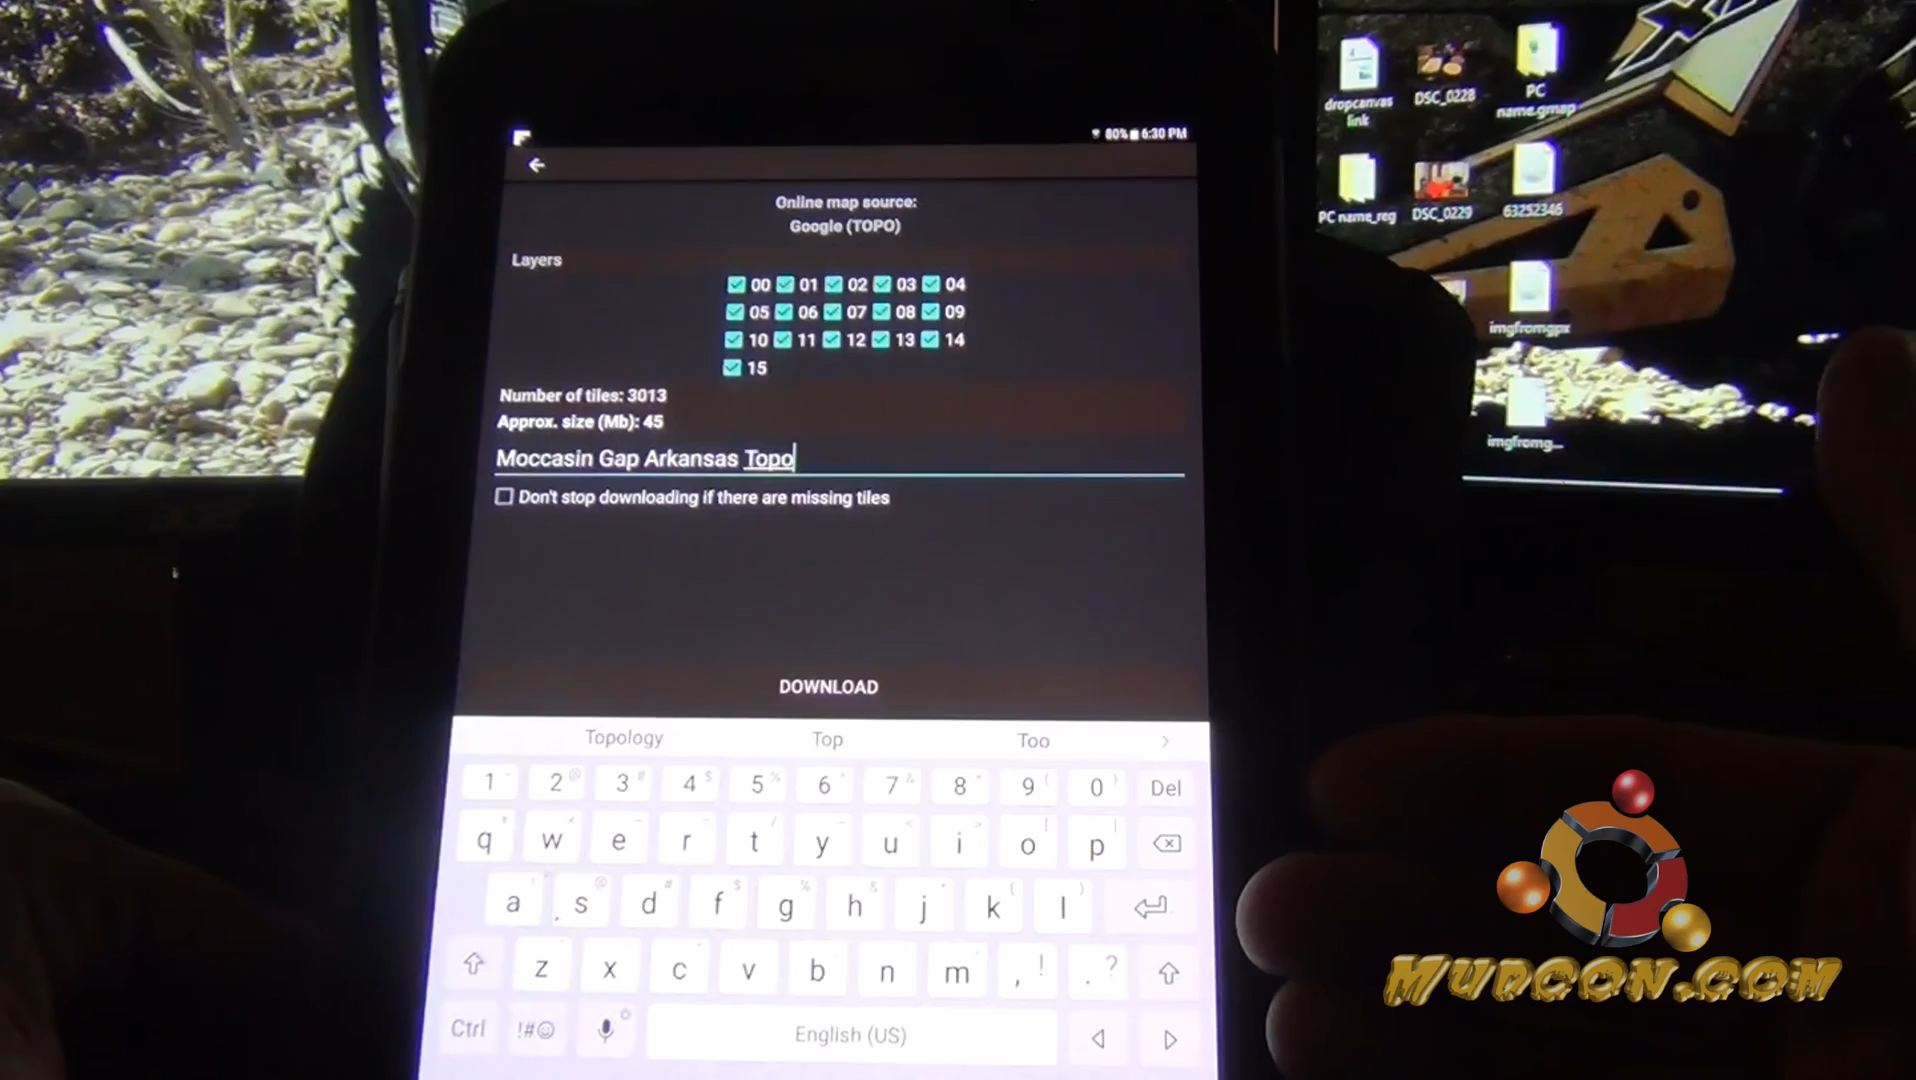 80% 6:30 PM
Online map source:
Google (TOPO)
Layers
00 01 02 03 04
05 06 07 08 09
10 11 12 13 14
15
Number of tiles: 3013
Approx. size (Mb): 45
Moccasin Gap Arkansas Topo
Don't stop downloading if there are missing tiles
DOWNLOAD
Topology Top Too
1 2 3 4 5 6 7 8 9 0 Del
q w e r t y u i o p
a s d f g h j k l
z x c v b n m , ! . ?
Ctrl !#☺ English (US)
dropcanvas link
DSC_0228
PC name.gmap
PC name_reg
DSC_0229
63252346
imgfromgpx
imgfromg...
MUDCON.COM